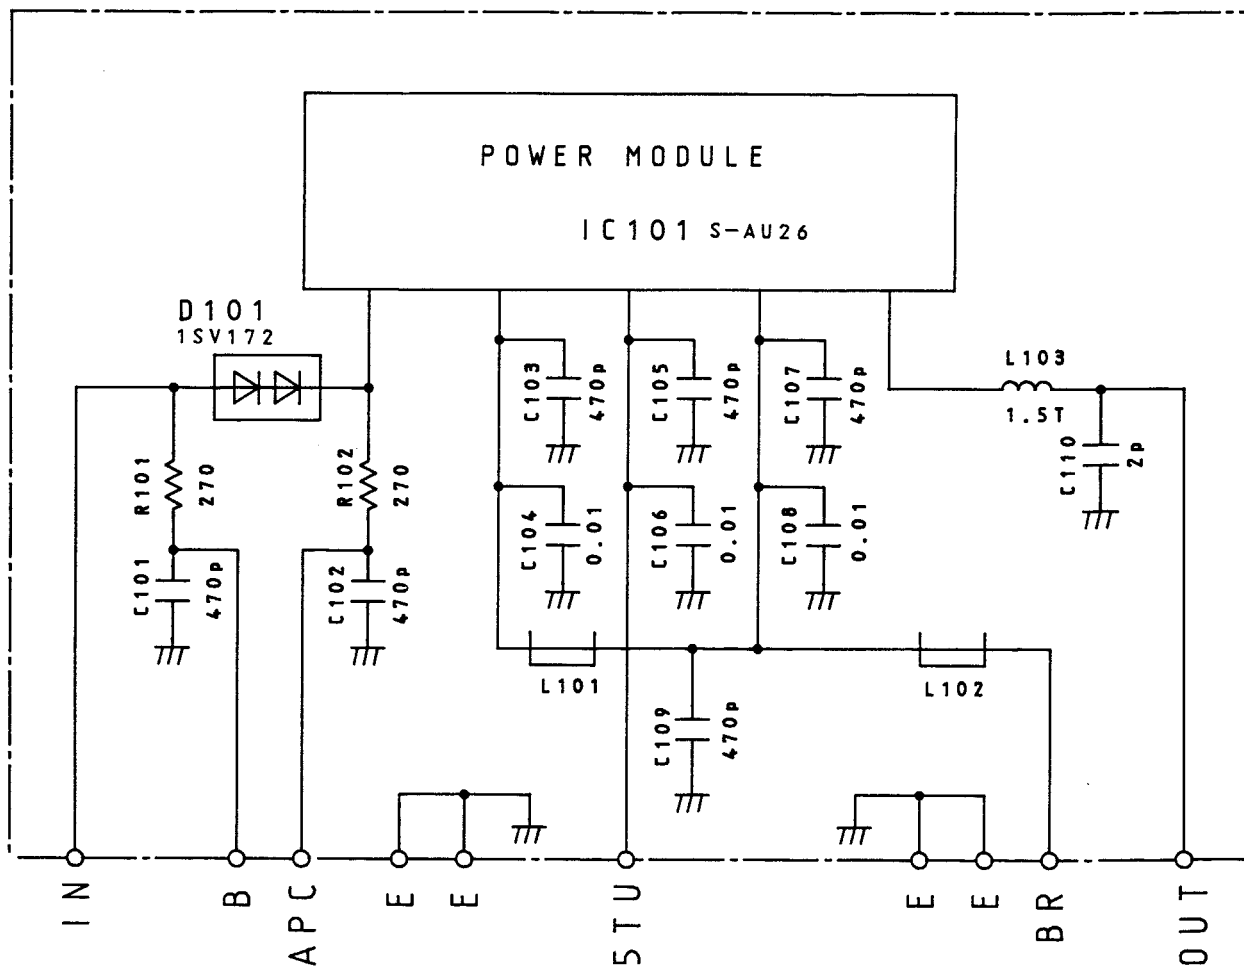 POWER MODULE
IC101 S-AU26
D101
1SV172
L103
1.5T
C103
470p
C105
470p
C107
470p
C110
2p
R101
270
R102
270
C104
0.01
C106
0.01
C108
0.01
C101
470p
C102
470p
L101
L102
C109
470p
IN
B
APC
E
E
5TU
E
E
BR
OUT